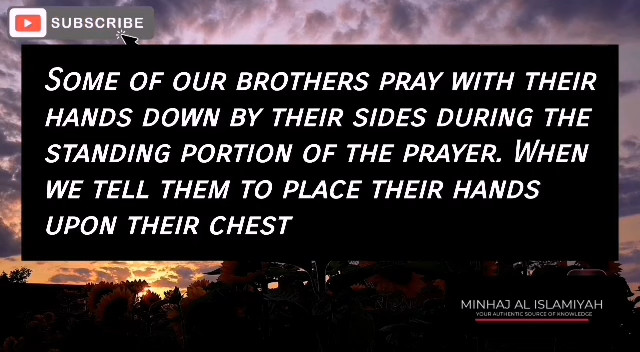 SUBSCRIBE
SOME OF OUR BROTHERS PRAY WITH THEIR
HANDS DOWN BY THEIR SIDES DURING THE
STANDING PORTION OF THE PRAYER. WHEN
WE TELL THEM TO PLACE THEIR HANDS
UPON THEIR CHEST
MINHAJ AL ISLAMIYAH
YOUR AUTHENTIC SOURCE OF KNOWLEDGE